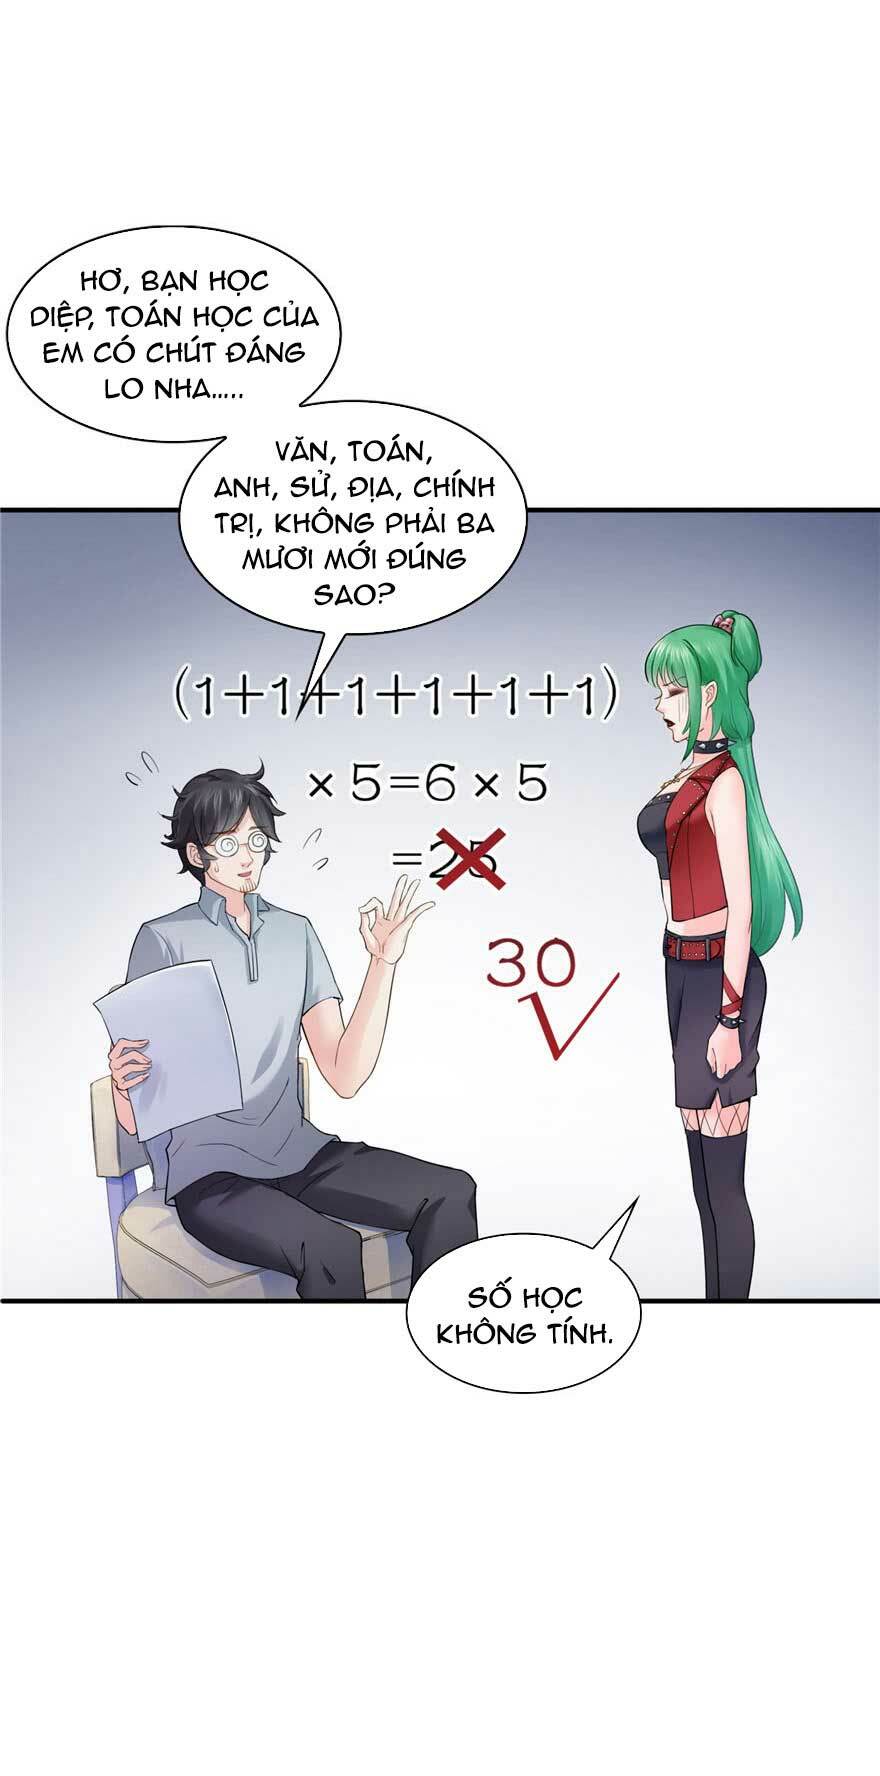 HƠ, BẠN HỌC
DIỆP, TOÁN HỌC CỦA
EM CÓ CHÚT ĐÁNG
LO NHA.....
VĂN, TOÁN,
ANH, SỬ, ĐỊA, CHÍNH
TRỊ, KHÔNG PHẢI BA
MƯƠI MỚI ĐÚNG
SAO?
(1+1+1+1+1+1)
×5=6×5
=25
30
SỐ HỌC
KHÔNG TÍNH.